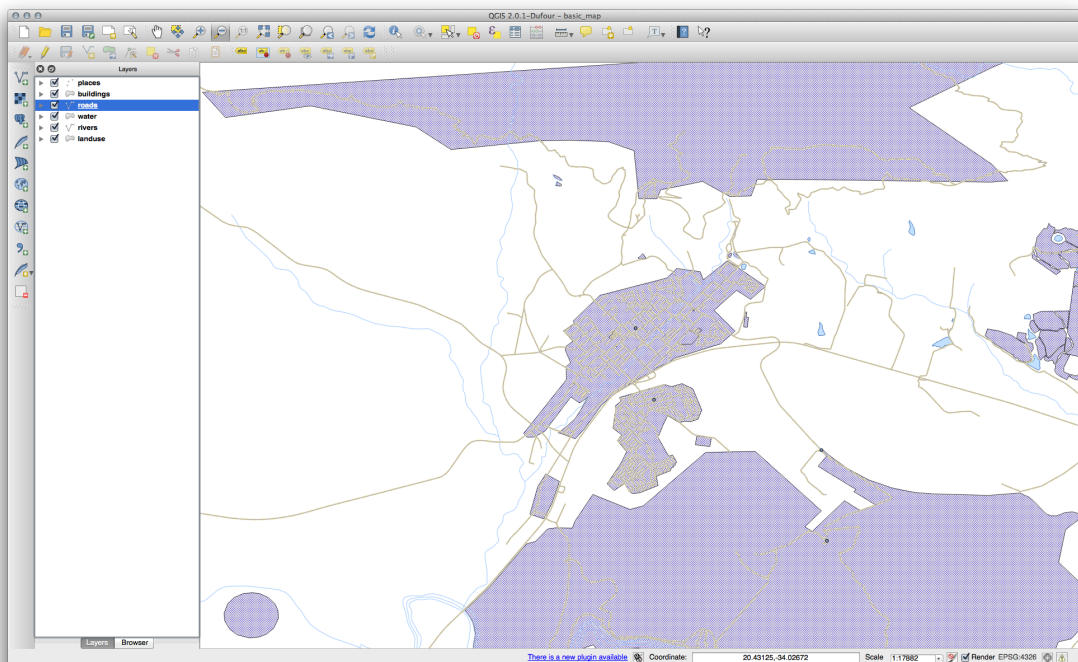 QGIS 2.0.1-Dufour - basic_map
Layers
places
buildings
roads
water
rivers
landuse
Layers Browser
There is a new plugin available Coordinate: 20.43125,-34.02672 Scale 1:17882 Render EPSG:4326